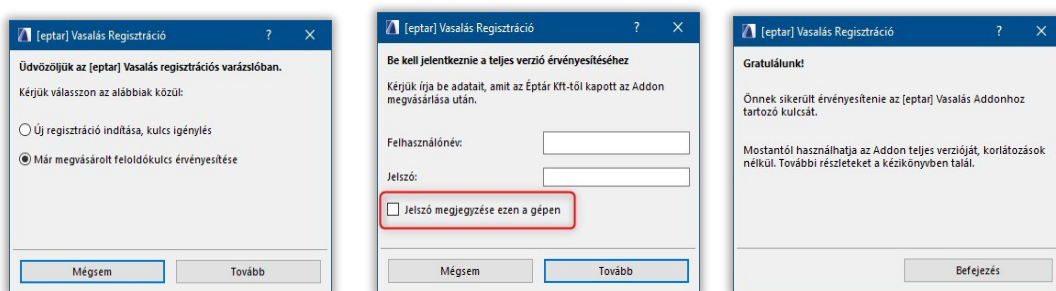 [eptar] Vasalás Regisztráció
Üdvözöljük az [eptar] Vasalás regisztrációs varázslóban.
Kérjük válasszon az alábbiak közül:
Új regisztráció indítása, kulcs igénylés
Már megvásárolt feloldókulcs érvényesítése
Mégsem
Tovább
[eptar] Vasalás Regisztráció
Be kell jelentkeznie a teljes verzió érvényesítéséhez
Kérjük írja be adatait, amit az Éptár Kft-től kapott az Addon
megvásárlása után.
Felhasználónév:
Jelszó:
Jelszó megjegyzése ezen a gépen
Mégsem
Tovább
[eptar] Vasalás Regisztráció
Gratulálunk!
Önnek sikerült érvényesítenie az [eptar] Vasalás Addonhoz
tartozó kulcsát.
Mostantól használhatja az Addon teljes verzióját, korlátozások
nélkül. További részleteket a kézikönyvben talál.
Befejezés